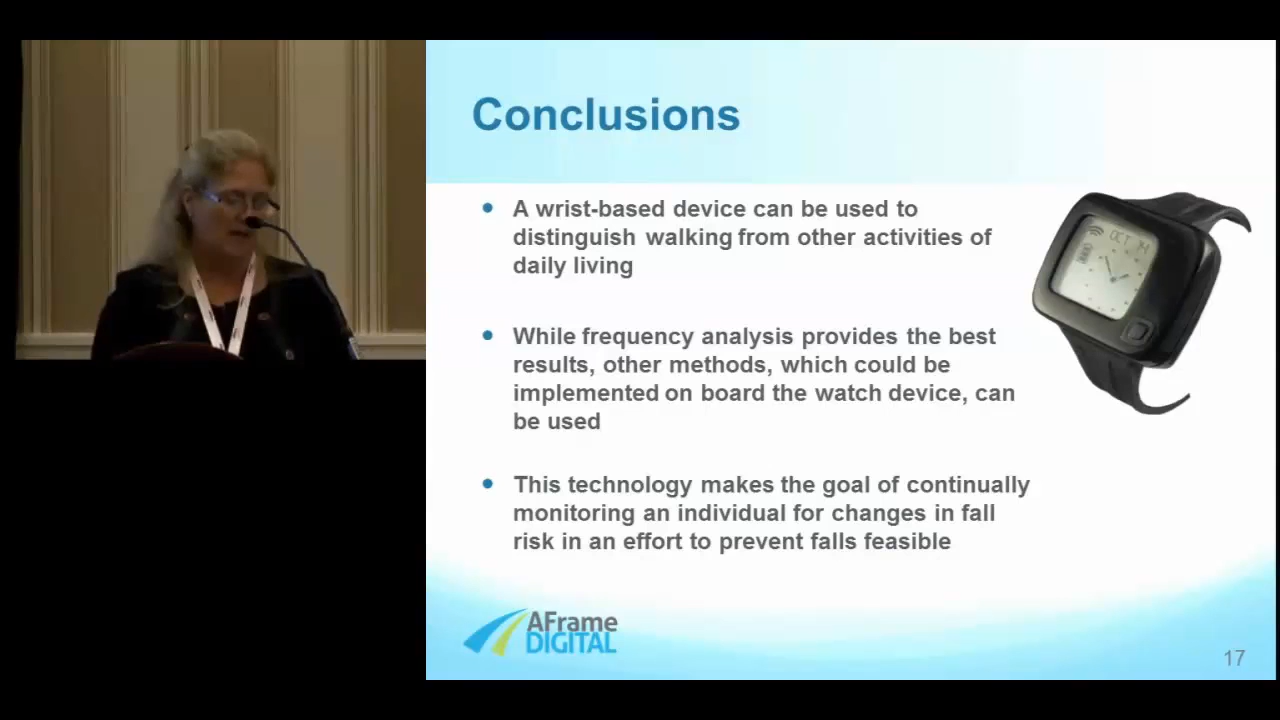 Conclusions
• A wrist-based device can be used to
distinguish walking from other activities of
daily living
• While frequency analysis provides the best
results, other methods, which could be
implemented on board the watch device, can
be used
• This technology makes the goal of continually
monitoring an individual for changes in fall
risk in an effort to prevent falls feasible
OCT 14
AFrame
DIGITAL
17